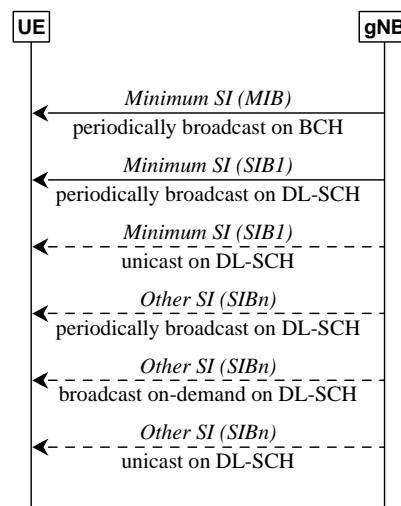 UE
gNB
Minimum SI (MIB)
periodically broadcast on BCH
Minimum SI (SIB1)
periodically broadcast on DL-SCH
Minimum SI (SIB1)
unicast on DL-SCH
Other SI (SIBn)
periodically broadcast on DL-SCH
Other SI (SIBn)
broadcast on-demand on DL-SCH
Other SI (SIBn)
unicast on DL-SCH